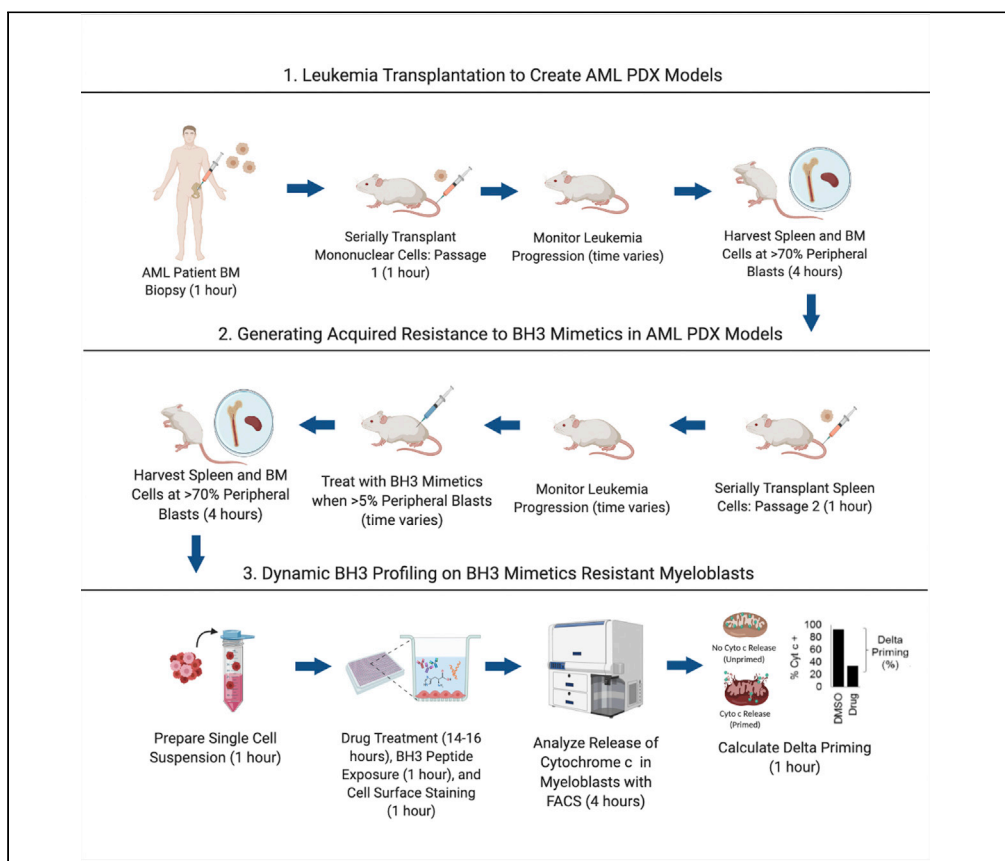 1. Leukemia Transplantation to Create AML PDX Models
AML Patient BM
Biopsy (1 hour)
Serially Transplant
Mononuclear Cells: Passage
1 (1 hour)
Monitor Leukemia
Progression (time varies)
Harvest Spleen and BM
Cells at >70% Peripheral
Blasts (4 hours)
2. Generating Acquired Resistance to BH3 Mimetics in AML PDX Models
Harvest Spleen and BM
Cells at >70% Peripheral
Blasts (4 hours)
Treat with BH3 Mimetics
when >5% Peripheral Blasts
(time varies)
Monitor Leukemia
Progression (time varies)
Serially Transplant Spleen
Cells: Passage 2 (1 hour)
3. Dynamic BH3 Profiling on BH3 Mimetics Resistant Myeloblasts
Prepare Single Cell
Suspension (1 hour)
Drug Treatment (14-16
hours), BH3 Peptide
Exposure (1 hour), and
Cell Surface Staining
(1 hour)
Analyze Release of
Cytochrome c in
Myeloblasts with
FACS (4 hours)
No Cyto c Release
(Unprimed)
Cyto c Release
(Primed)
% Cyt c +
100
80
60
40
20
0
DMSO
Drug
Delta
Priming
(%)
Calculate Delta Priming
(1 hour)